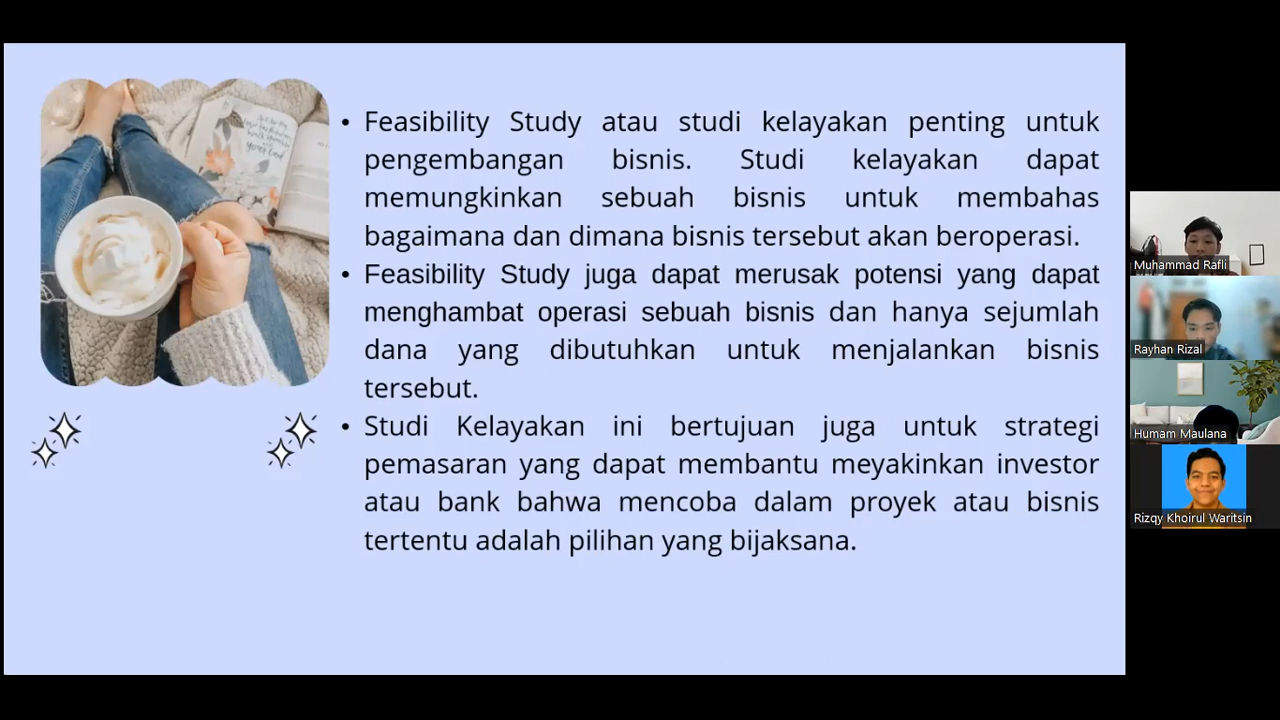 • Feasibility Study atau studi kelayakan penting untuk
pengembangan bisnis. Studi kelayakan dapat
memungkinkan sebuah bisnis untuk membahas
bagaimana dan dimana bisnis tersebut akan beroperasi.
• Feasibility Study juga dapat merusak potensi yang dapat
menghambat operasi sebuah bisnis dan hanya sejumlah
dana yang dibutuhkan untuk menjalankan bisnis
tersebut.
• Studi Kelayakan ini bertujuan juga untuk strategi
pemasaran yang dapat membantu meyakinkan investor
atau bank bahwa mencoba dalam proyek atau bisnis
tertentu adalah pilihan yang bijaksana.
Muhammad Rafli
Rayhan Rizal
Humam Maulana
Rizqy Khoirul Waritsin